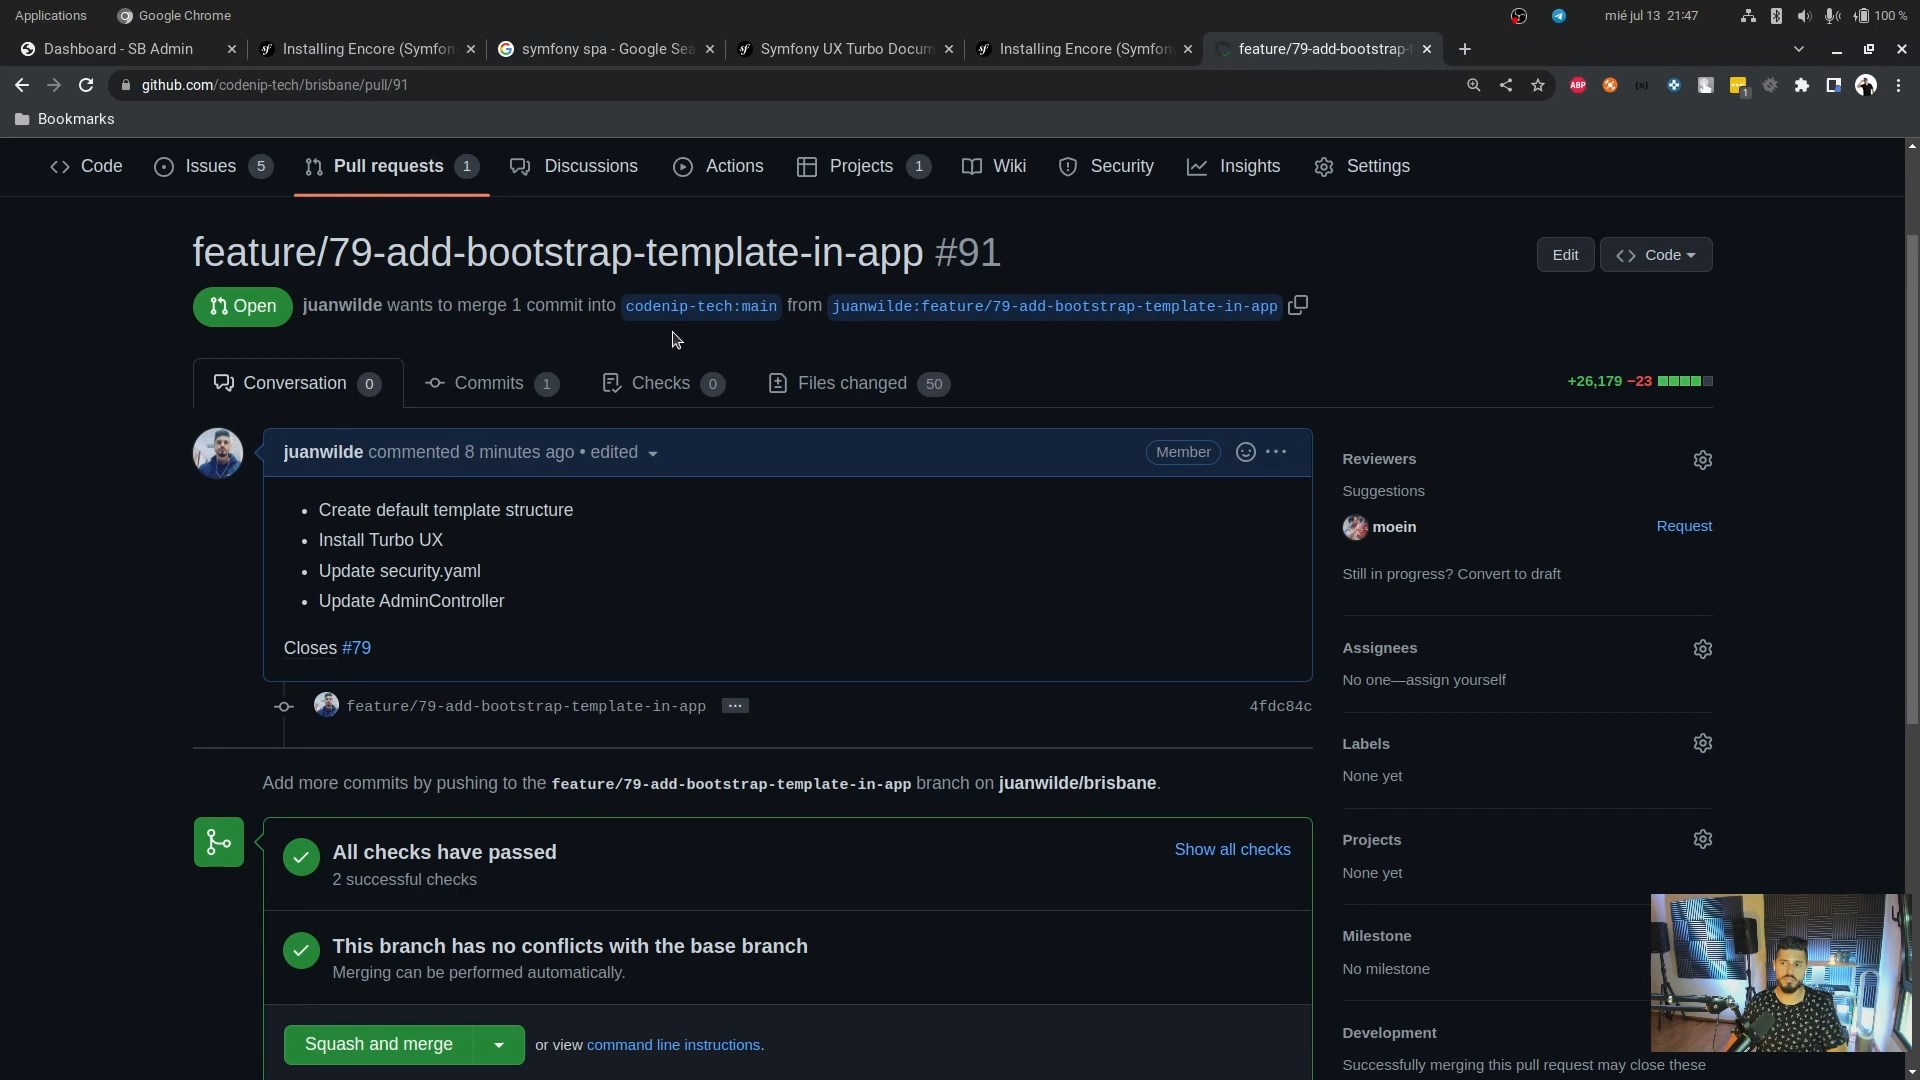 Applications Google Chrome mié jul 13 21:47 100 %
Dashboard - SB Admin Installing Encore (Symfon symfony spa - Google Sea Symfony UX Turbo Docum Installing Encore (Symfon feature/79-add-bootstrap-t
github.com/codenip-tech/brisbane/pull/91 ABP 1
Bookmarks
Code Issues 5 Pull requests 1 Discussions Actions Projects 1 Wiki Security Insights Settings
feature/79-add-bootstrap-template-in-app #91 Edit Code
Open juanwilde wants to merge 1 commit into codenip-tech:main from juanwilde:feature/79-add-bootstrap-template-in-app
Conversation 0 Commits 1 Checks 0 Files changed 50 +26,179 −23
juanwilde commented 8 minutes ago • edited Member
• Create default template structure
• Install Turbo UX
• Update security.yaml
• Update AdminController
Closes #79
feature/79-add-bootstrap-template-in-app ... 4fdc84c
Add more commits by pushing to the feature/79-add-bootstrap-template-in-app branch on juanwilde/brisbane.
All checks have passed Show all checks
2 successful checks
This branch has no conflicts with the base branch
Merging can be performed automatically.
Squash and merge or view command line instructions.
Reviewers
Suggestions
moein Request
Still in progress? Convert to draft
Assignees
No one—assign yourself
Labels
None yet
Projects
None yet
Milestone
No milestone
Development
Successfully merging this pull request may close these